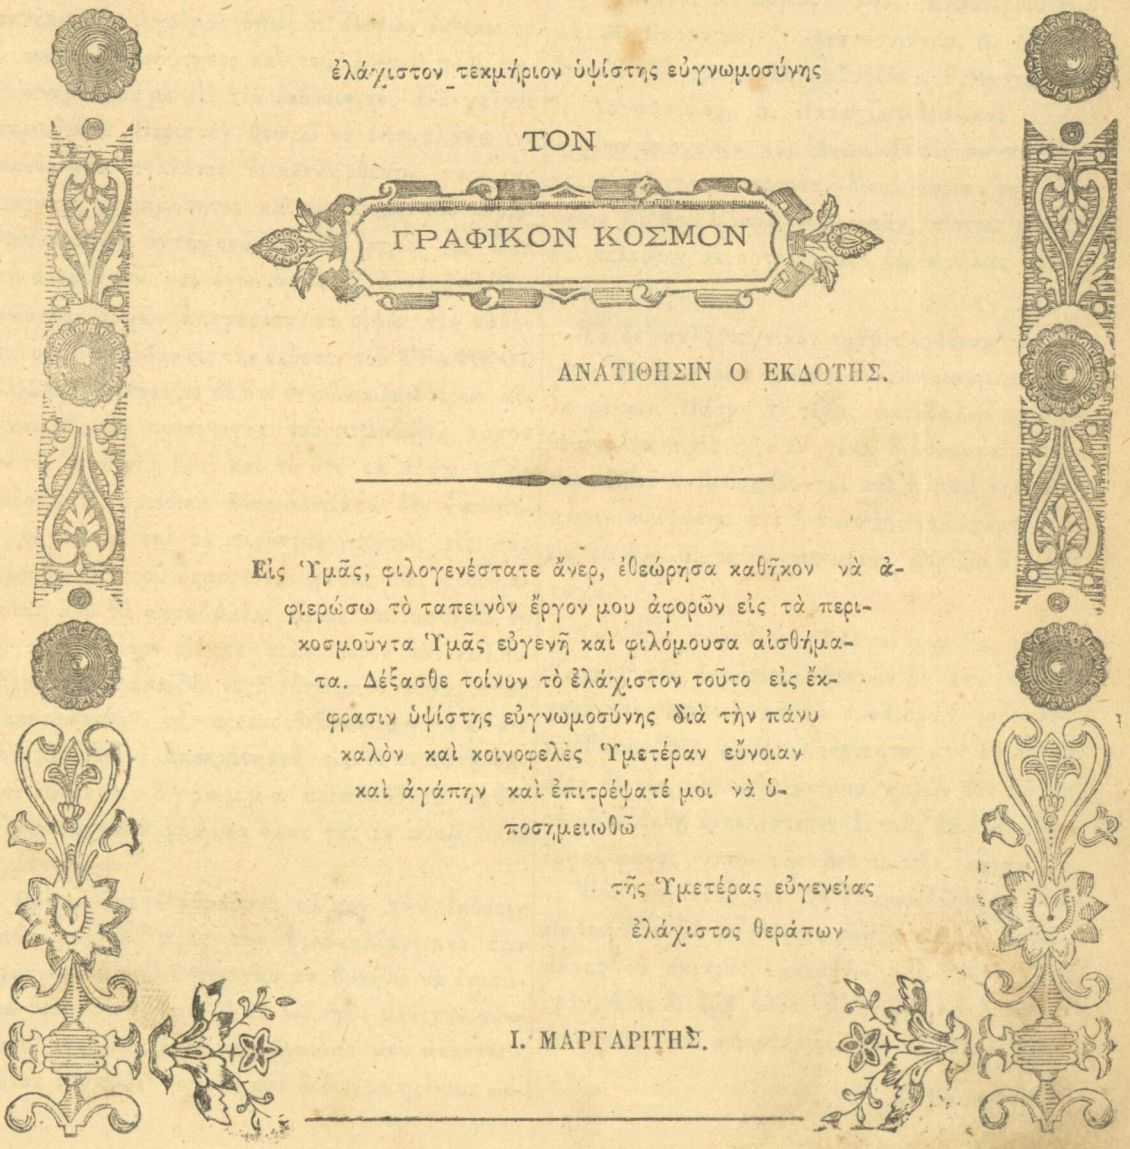 ἐλάχιστον τεκμήριον ὑψίστης εὐγνωμοσύνης
ΤΟΝ
ΓΡΑΦΙΚΟΝ ΚΟΣΜΟΝ
ΑΝΑΤΙΘΗΣΙΝ Ο ΕΚΔΟΤΗΣ.
Εἰς Ὑμᾶς, φιλογενέστατε ἄνερ, ἐθεώρησα καθῆκον νὰ ἀ-
φιερώσω τὸ ταπεινὸν ἔργον μου ἀφορῶν εἰς τὰ περι-
κοσμοῦντα Ὑμᾶς εὐγενῆ καὶ φιλόμουσα αἰσθήμα-
τα. Δέξασθε τοίνυν τὸ ἐλάχιστον τοῦτο εἰς ἔκ-
φρασιν ὑψίστης εὐγνωμοσύνης διὰ τὴν πάνυ
καλὸν καὶ κοινοφελὲς Ὑμετέραν εὔνοιαν
καὶ ἀγάπην καὶ ἐπιτρέψατέ μοι νὰ ὑ-
ποσημειωθῶ
τῆς Ὑμετέρας εὐγενείας
ἐλάχιστος θεράπων
Ι. ΜΑΡΓΑΡΙΤΗΣ.